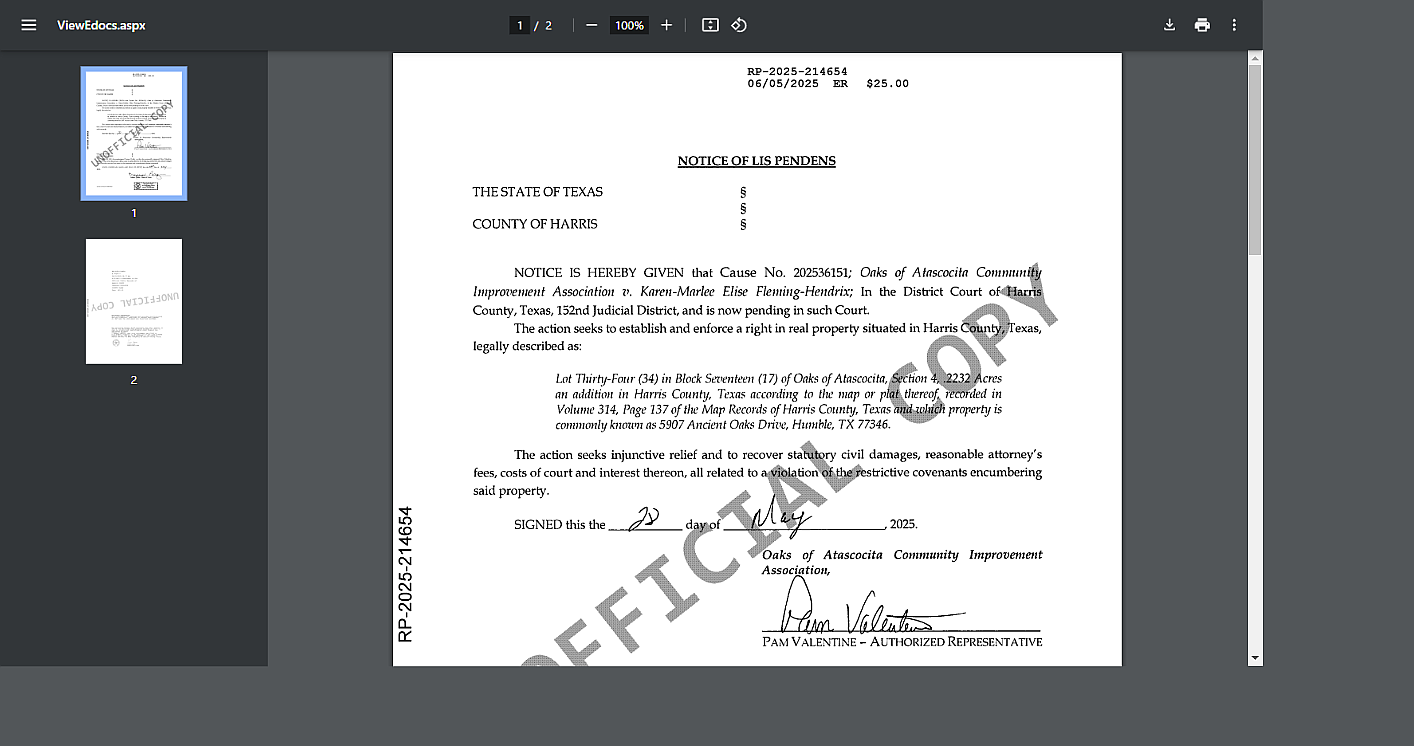 ViewEdocs.aspx
1 / 2
100%
1
2
RP-2025-214654
06/05/2025 ER $25.00
NOTICE OF LIS PENDENS
THE STATE OF TEXAS §
§
COUNTY OF HARRIS §
NOTICE IS HEREBY GIVEN that Cause No. 202536151; Oaks of Atascocita Community
Improvement Association v. Karen-Marlee Elise Fleming-Hendrix; In the District Court of Harris
County, Texas, 152nd Judicial District, and is now pending in such Court.
The action seeks to establish and enforce a right in real property situated in Harris County, Texas,
legally described as:
Lot Thirty-Four (34) in Block Seventeen (17) of Oaks of Atascocita, Section 4, .2232 Acres
an addition in Harris County, Texas according to the map or plat thereof, recorded in
Volume 314, Page 137 of the Map Records of Harris County, Texas and which property is
commonly known as 5907 Ancient Oaks Drive, Humble, TX 77346.
The action seeks injunctive relief and to recover statutory civil damages, reasonable attorney's
fees, costs of court and interest thereon, all related to a violation of the restrictive covenants encumbering
said property.
SIGNED this the 28 day of May, 2025.
Oaks of Atascocita Community Improvement
Association,
Pam Valentine
PAM VALENTINE – AUTHORIZED REPRESENTATIVE
RP-2025-214654
OFFICIAL COPY
UNOFFICIAL COPY
UNOFFICIAL COPY